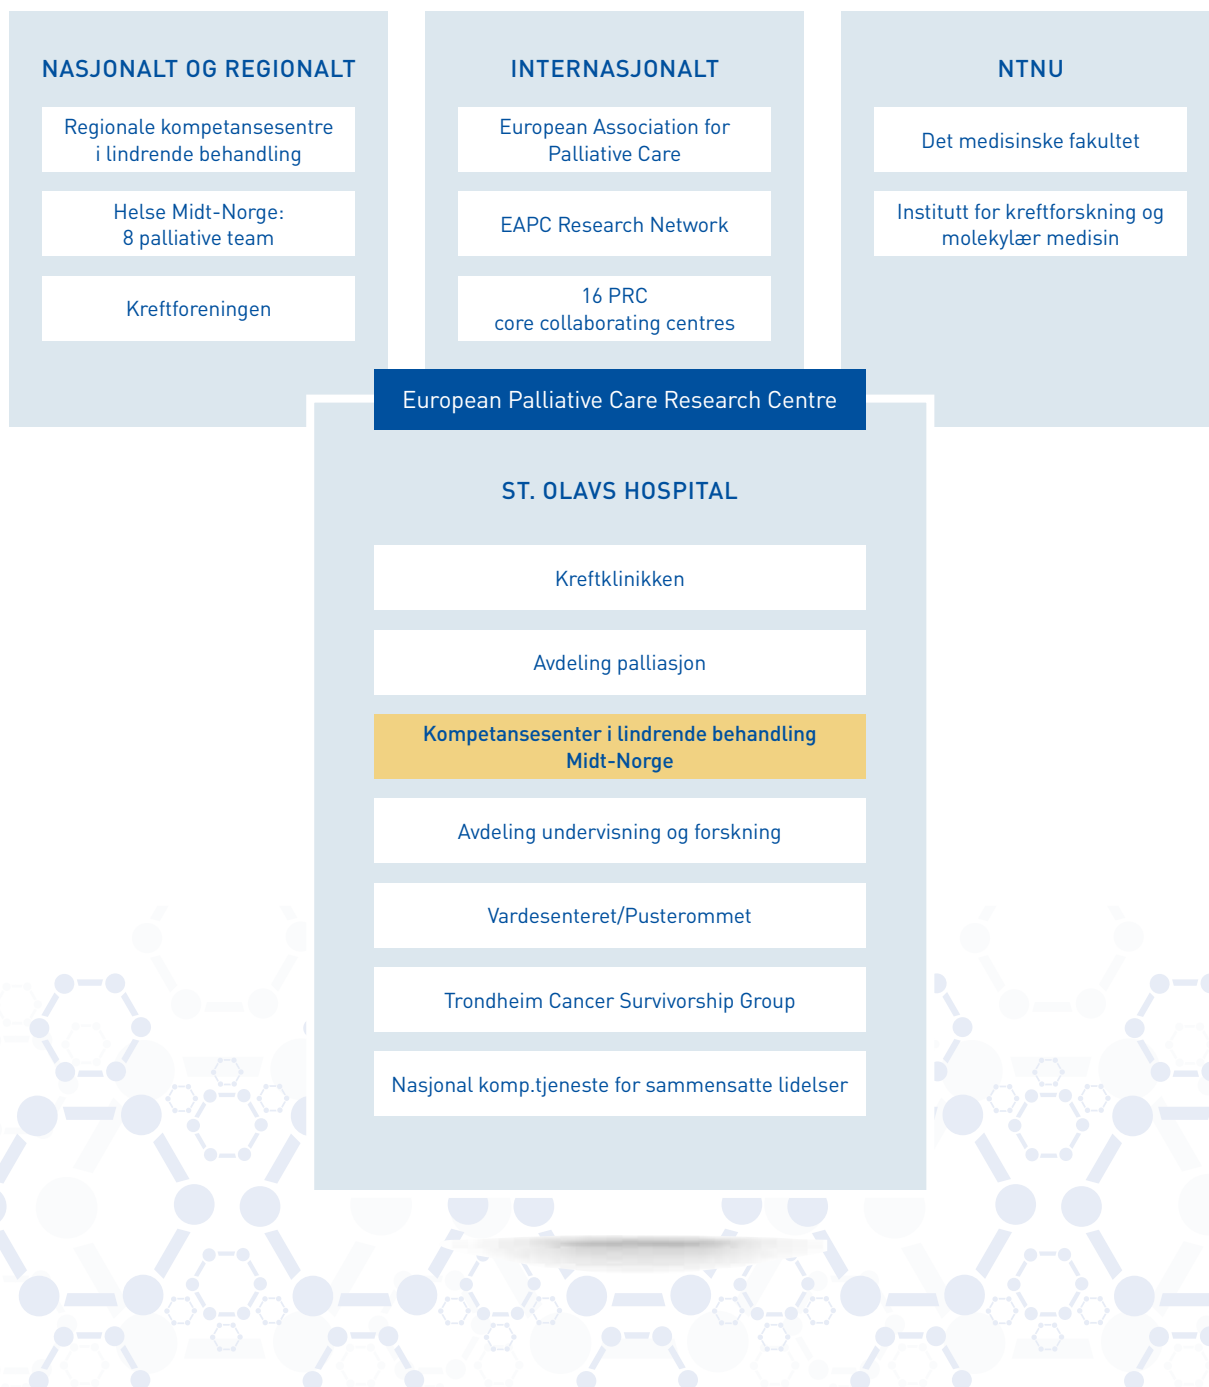 NASJONALT OG REGIONALT
Regionale kompetansesentre
i lindrende behandling
Helse Midt-Norge:
8 palliative team
Kreftforeningen
INTERNASJONALT
European Association for
Palliative Care
EAPC Research Network
16 PRC
core collaborating centres
NTNU
Det medisinske fakultet
Institutt for kreftforskning og
molekylær medisin
European Palliative Care Research Centre
ST. OLAVS HOSPITAL
Kreftklinikken
Avdeling palliasjon
Kompetansesenter i lindrende behandling
Midt-Norge
Avdeling undervisning og forskning
Vardesenteret/Pusterommet
Trondheim Cancer Survivorship Group
Nasjonal komp.tjeneste for sammensatte lidelser